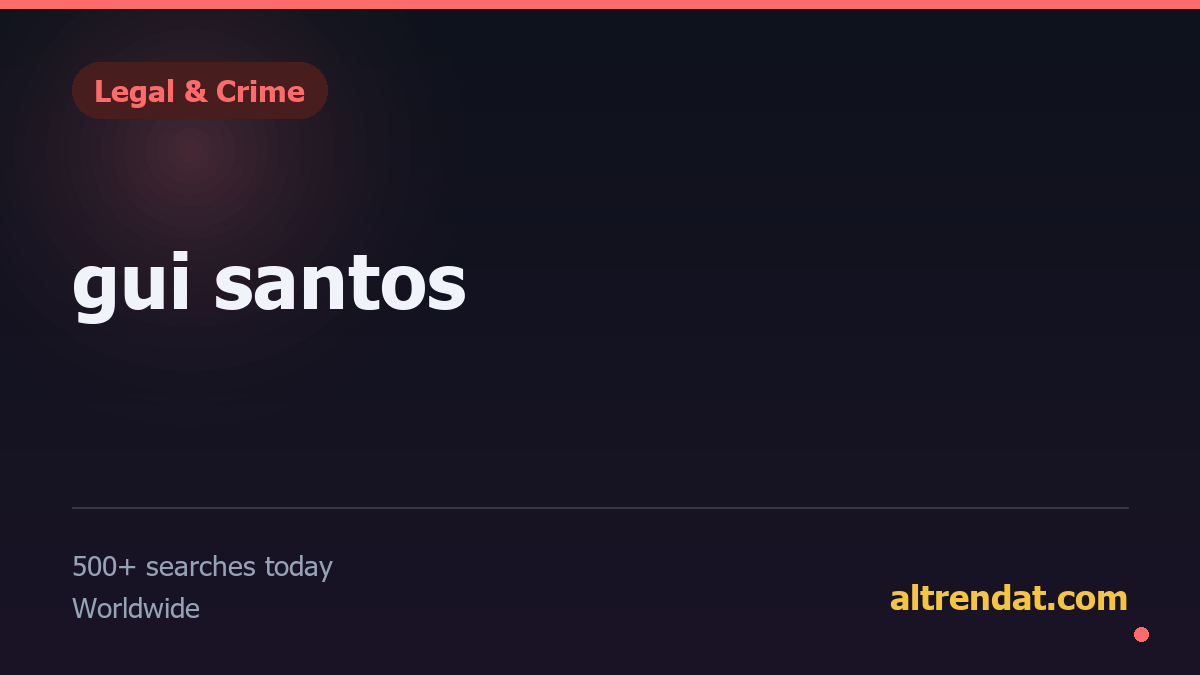 Legal & Crime
gui santos
500+ searches today
Worldwide
altrendat.com